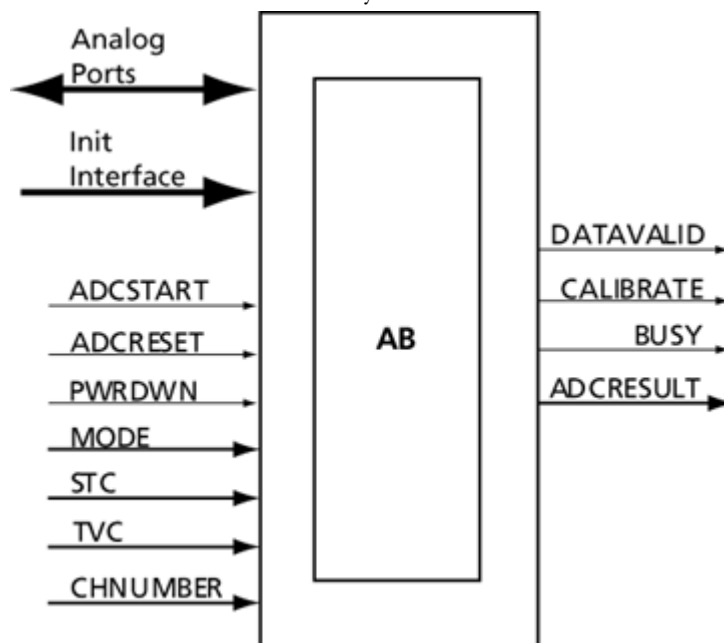 Analog
Ports
Init
Interface
ADCSTART
ADCRESET
PWRDWN
MODE
STC
TVC
CHNUMBER
AB
DATAVALID
CALIBRATE
BUSY
ADCRESULT